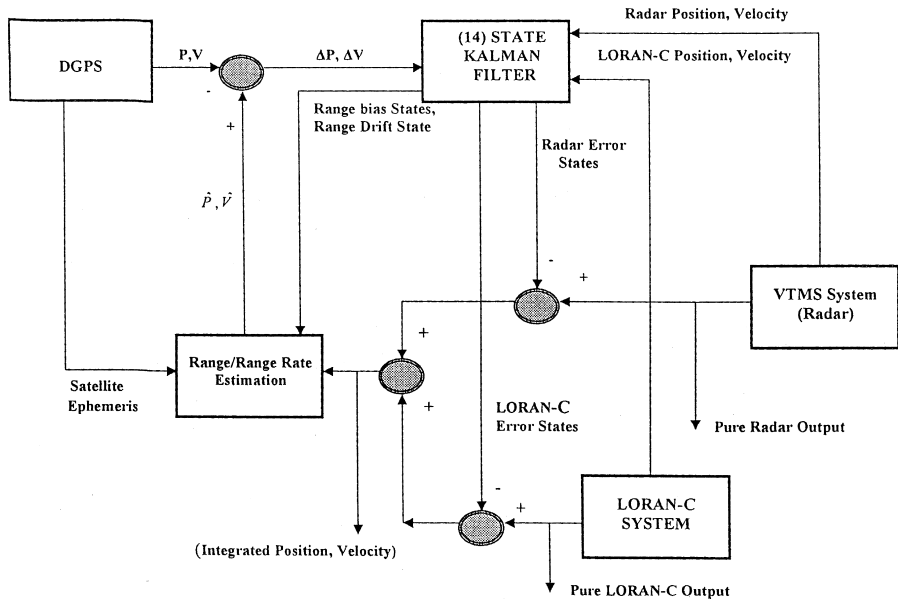 Radar Position, Velocity
(14) STATE
KALMAN
FILTER
LORAN-C Position, Velocity
DGPS
P,V
ΔP, ΔV
-
+
Range bias States,
Range Drift State
Radar Error
States
P̂ , V̂
-
+
VTMS System
(Radar)
+
Range/Range Rate
Estimation
+
Satellite
Ephemeris
LORAN-C
Error States
Pure Radar Output
-
+
LORAN-C
SYSTEM
(Integrated Position, Velocity)
Pure LORAN-C Output